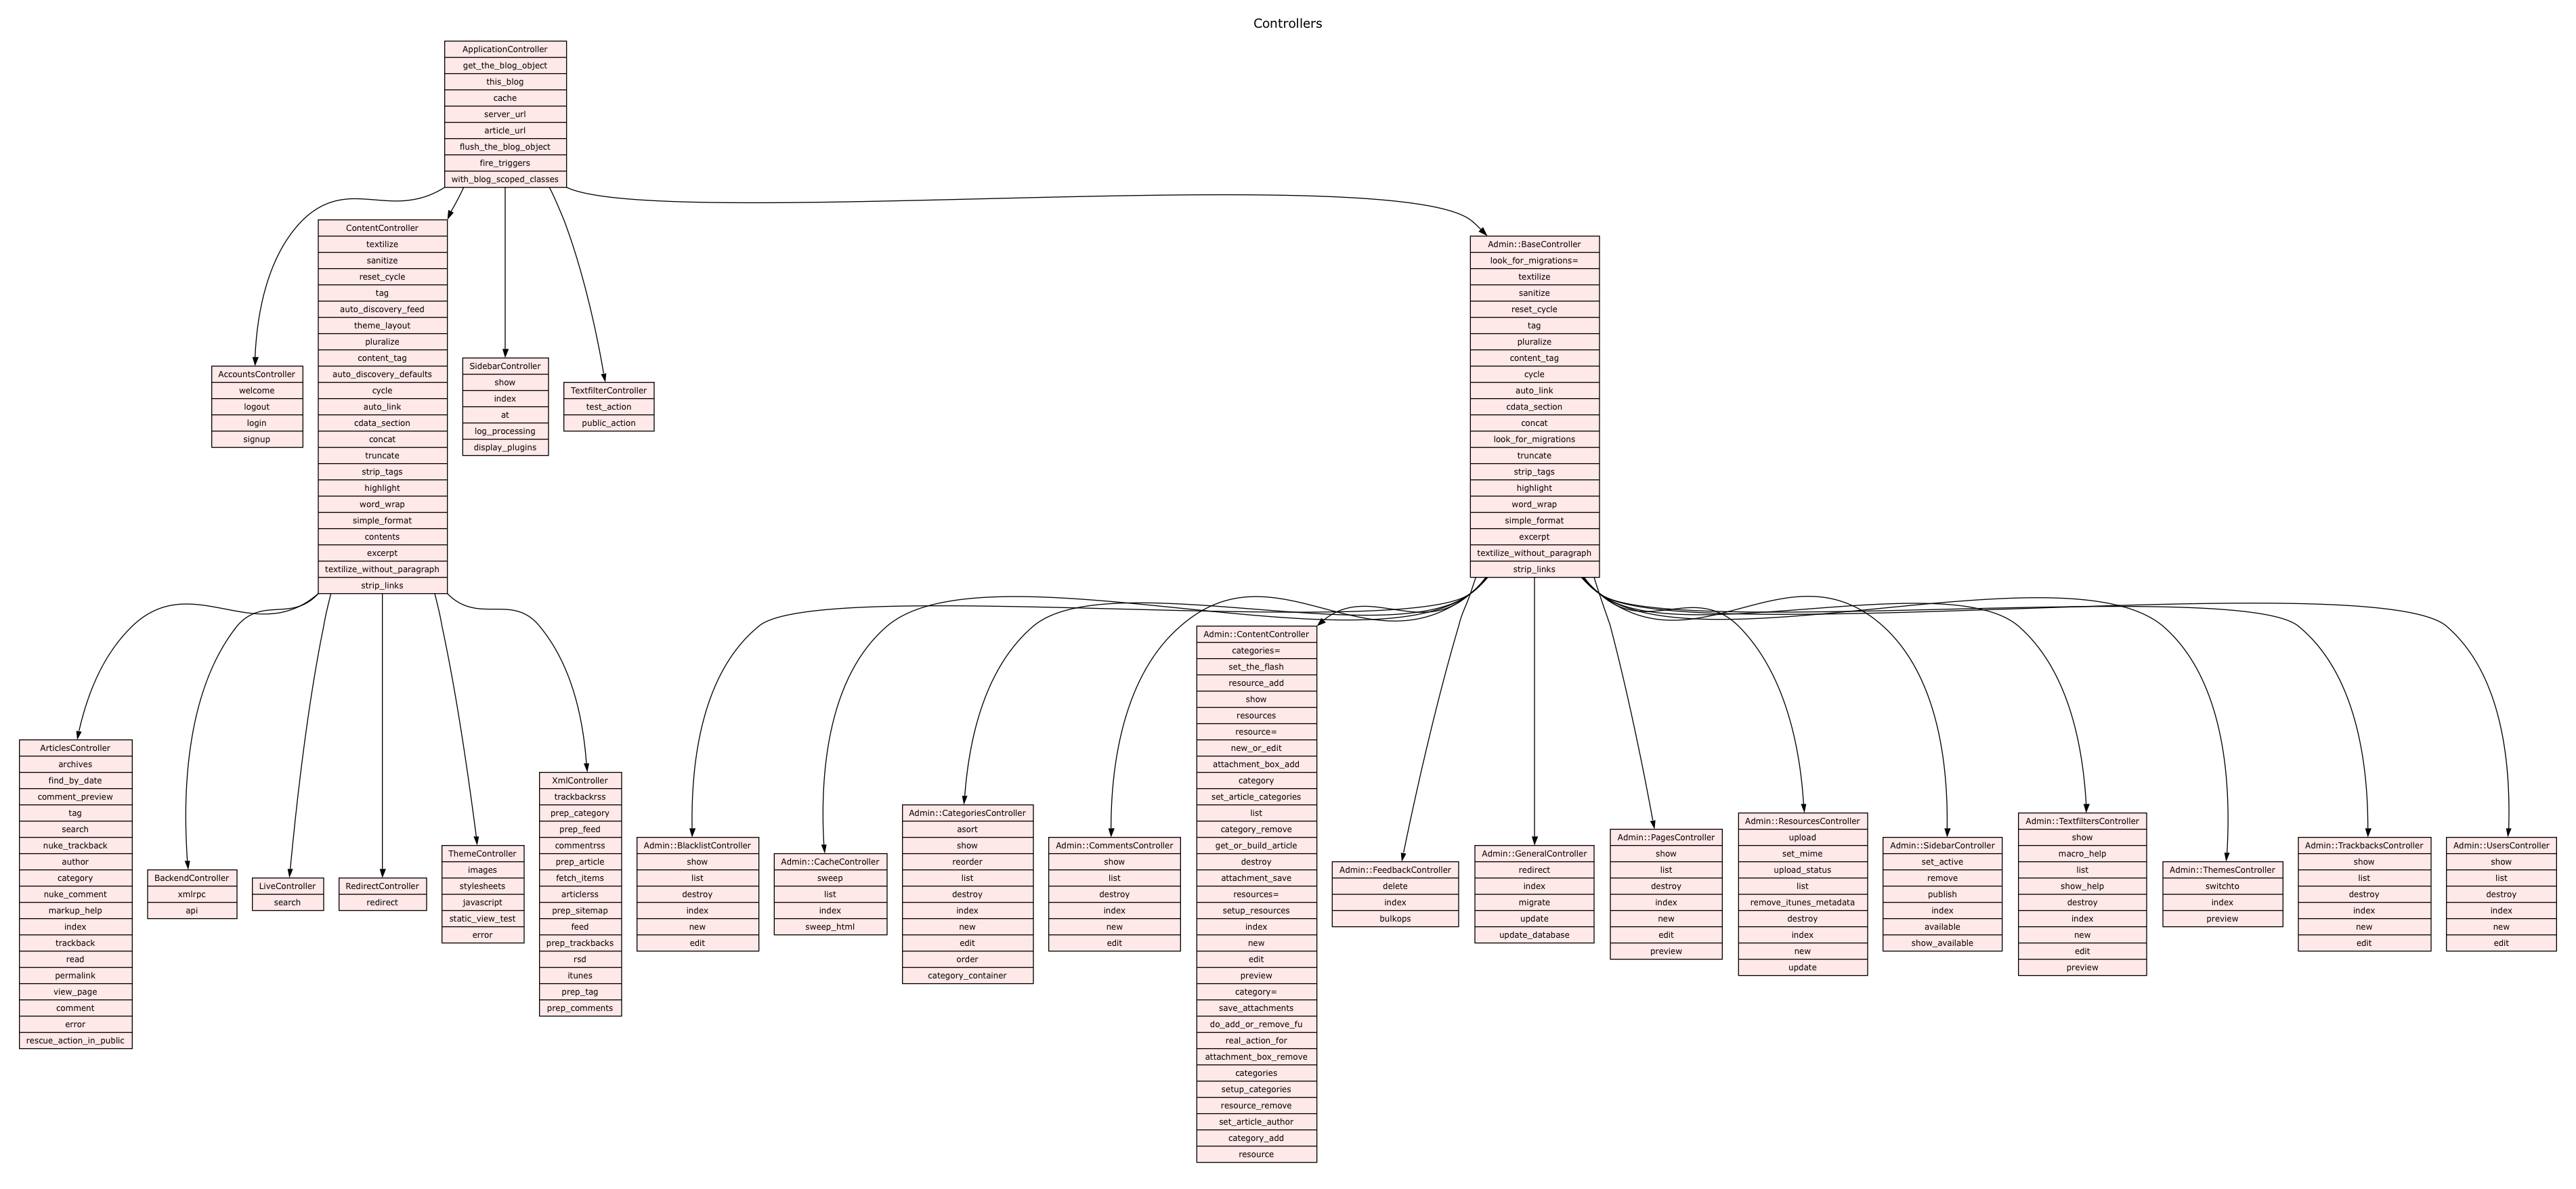 Controllers
ApplicationController
get_the_blog_object
this_blog
cache
server_url
article_url
flush_the_blog_object
fire_triggers
with_blog_scoped_classes
AccountsController
welcome
logout
login
signup
ContentController
textilize
sanitize
reset_cycle
tag
auto_discovery_feed
theme_layout
pluralize
content_tag
auto_discovery_defaults
cycle
auto_link
cdata_section
concat
truncate
strip_tags
highlight
word_wrap
simple_format
contents
excerpt
textilize_without_paragraph
strip_links
SidebarController
show
index
at
log_processing
display_plugins
TextfilterController
test_action
public_action
Admin::BaseController
look_for_migrations=
textilize
sanitize
reset_cycle
tag
pluralize
content_tag
cycle
auto_link
cdata_section
concat
look_for_migrations
truncate
strip_tags
highlight
word_wrap
simple_format
excerpt
textilize_without_paragraph
strip_links
ArticlesController
archives
find_by_date
comment_preview
tag
search
nuke_trackback
author
category
nuke_comment
markup_help
index
trackback
read
permalink
view_page
comment
error
rescue_action_in_public
BackendController
xmlrpc
api
LiveController
search
RedirectController
redirect
ThemeController
images
stylesheets
javascript
static_view_test
error
XmlController
trackbackrss
prep_category
prep_feed
commentrss
prep_article
fetch_items
articlerss
prep_sitemap
feed
prep_trackbacks
rsd
itunes
prep_tag
prep_comments
Admin::BlacklistController
show
list
destroy
index
new
edit
Admin::CacheController
sweep
list
index
sweep_html
Admin::CategoriesController
asort
show
reorder
list
destroy
index
new
edit
order
category_container
Admin::CommentsController
show
list
destroy
index
new
edit
Admin::ContentController
categories=
set_the_flash
resource_add
show
resources
resource=
new_or_edit
attachment_box_add
category
set_article_categories
list
category_remove
get_or_build_article
destroy
attachment_save
resources=
setup_resources
index
new
edit
preview
category=
save_attachments
do_add_or_remove_fu
real_action_for
attachment_box_remove
categories
setup_categories
resource_remove
set_article_author
category_add
resource
Admin::FeedbackController
delete
index
bulkops
Admin::GeneralController
redirect
index
migrate
update
update_database
Admin::PagesController
show
list
destroy
index
new
edit
preview
Admin::ResourcesController
upload
set_mime
upload_status
list
remove_itunes_metadata
destroy
index
new
update
Admin::SidebarController
set_active
remove
publish
index
available
show_available
Admin::TextfiltersController
show
macro_help
list
show_help
destroy
index
new
edit
preview
Admin::ThemesController
switchto
index
preview
Admin::TrackbacksController
show
list
destroy
index
new
edit
Admin::UsersController
show
list
destroy
index
new
edit